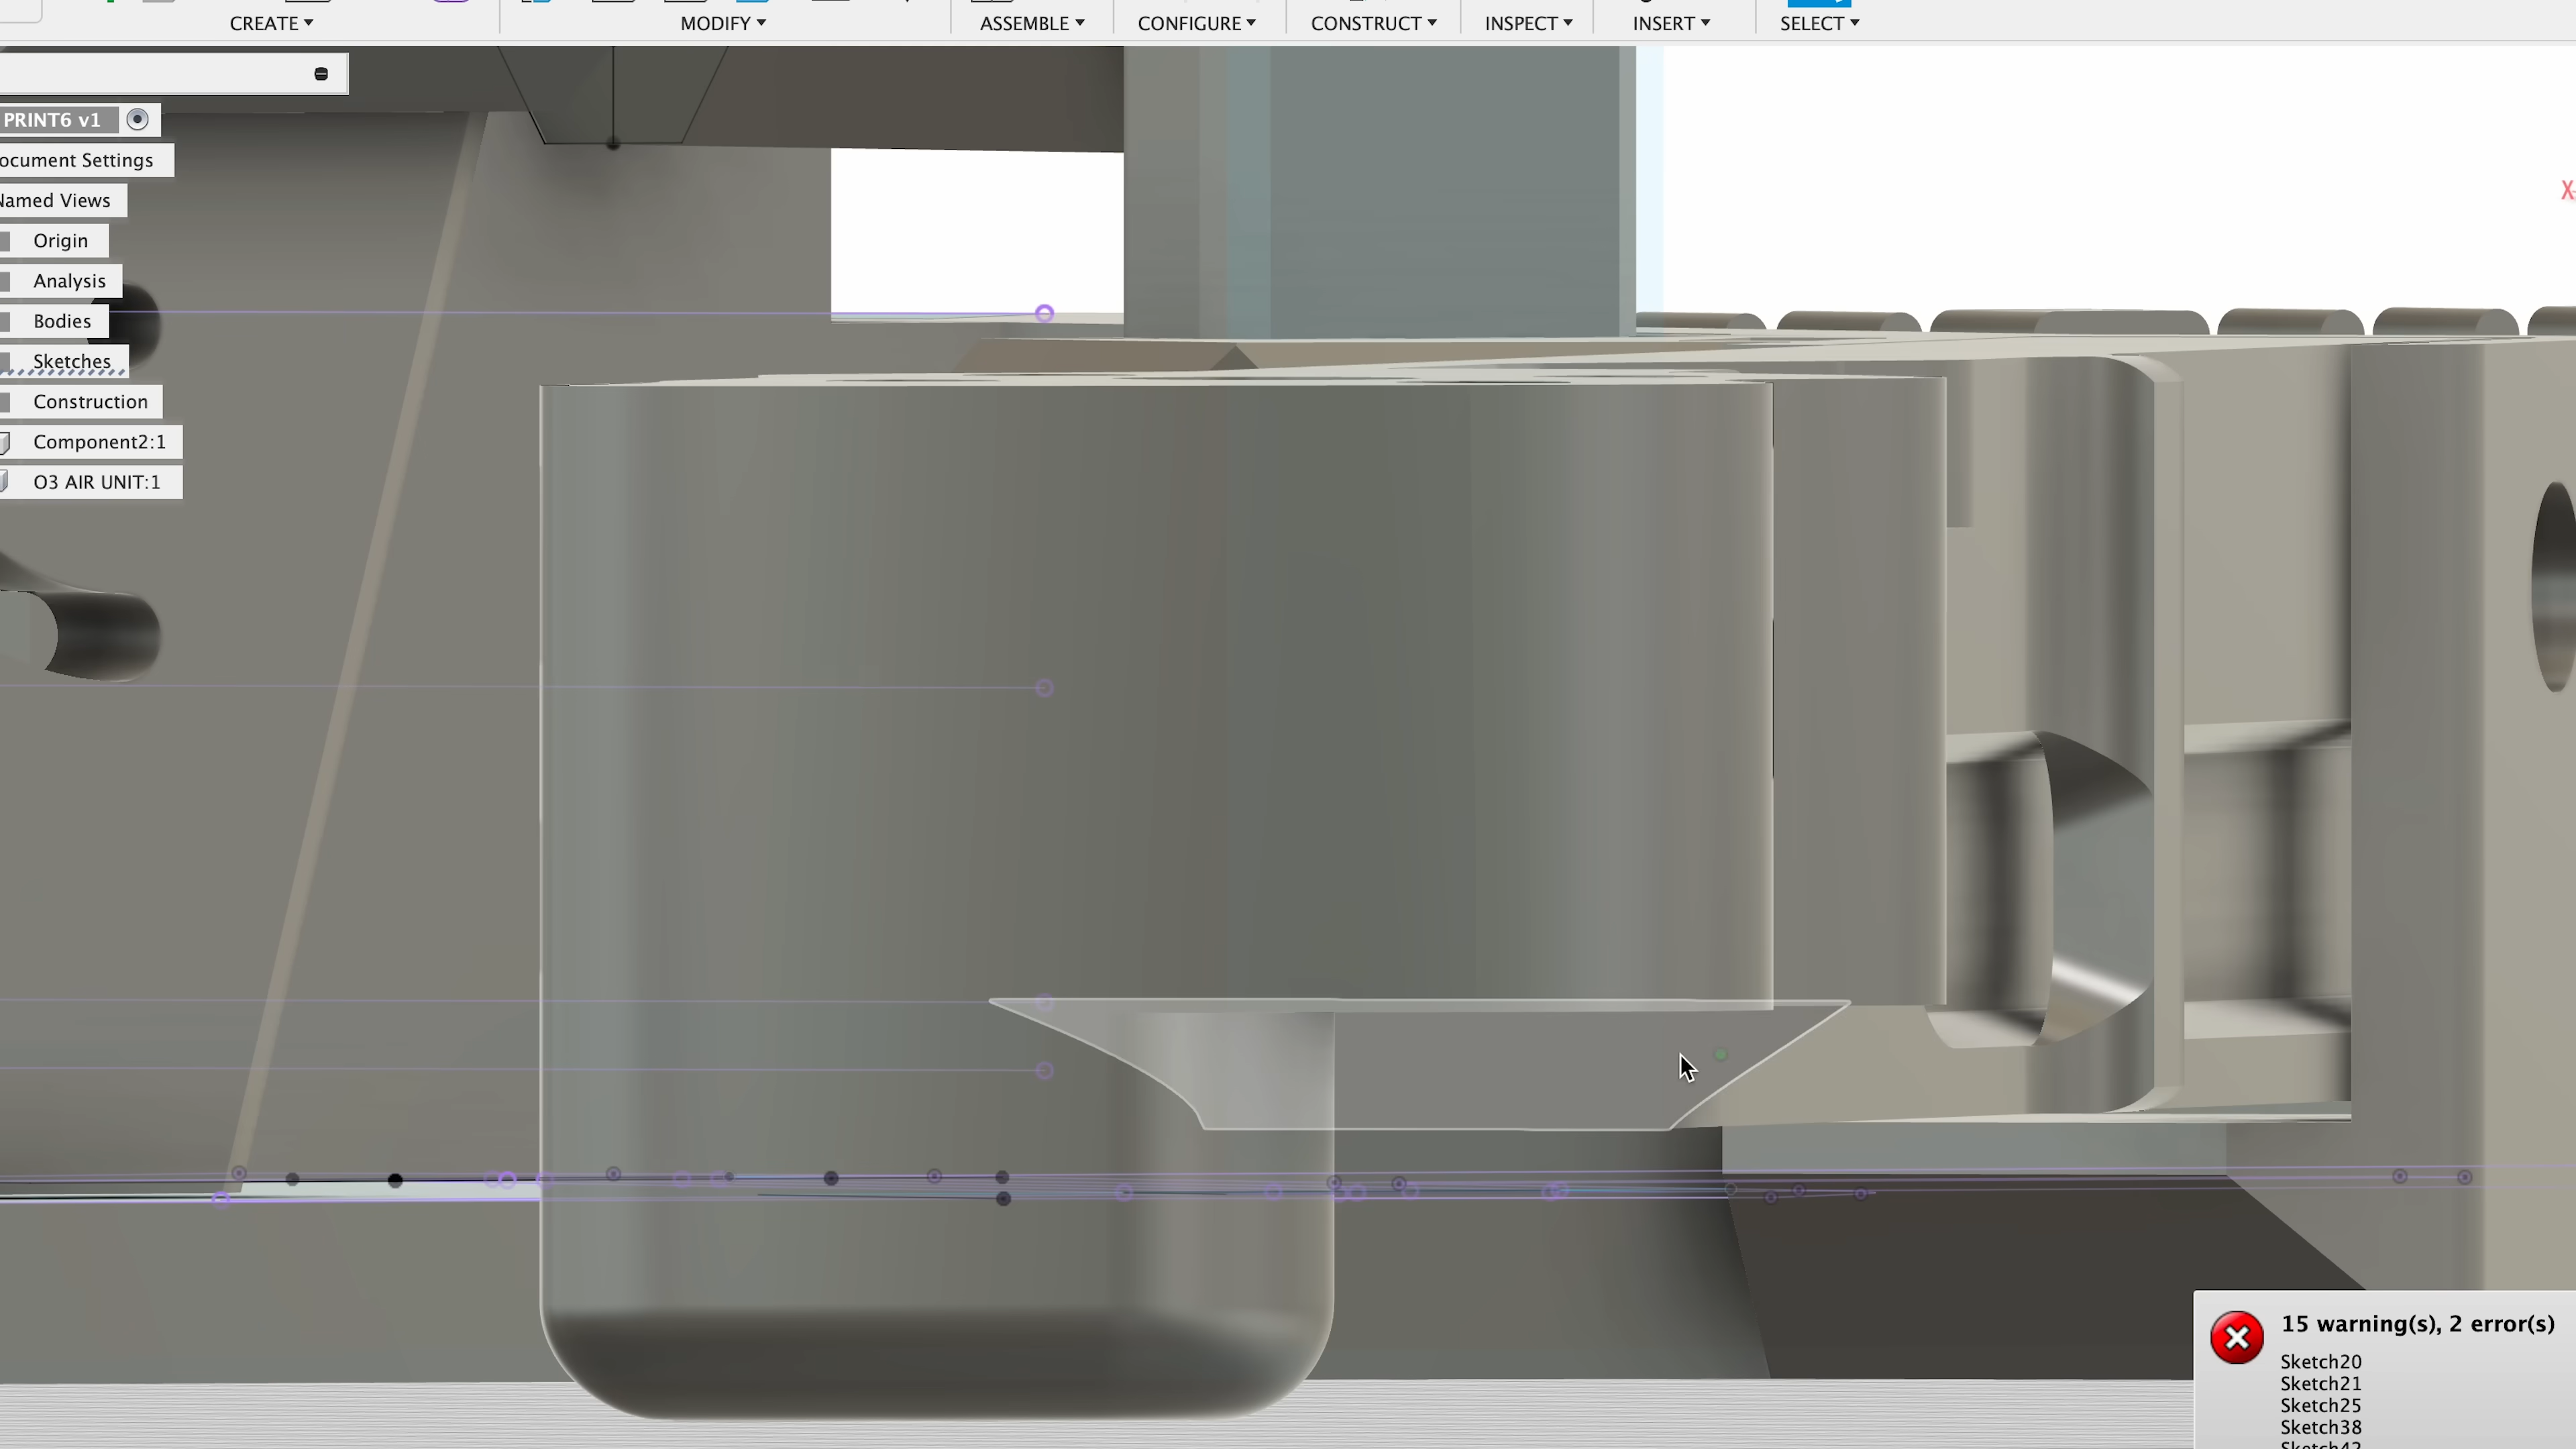 CREATE MODIFY ASSEMBLE CONFIGURE CONSTRUCT INSPECT INSERT SELECT
PRINT6 v1
ocument Settings
Named Views
Origin
Analysis
Bodies
Sketches
Construction
Component2:1
O3 AIR UNIT:1
X
15 warning(s), 2 error(s)
Sketch20
Sketch21
Sketch25
Sketch38